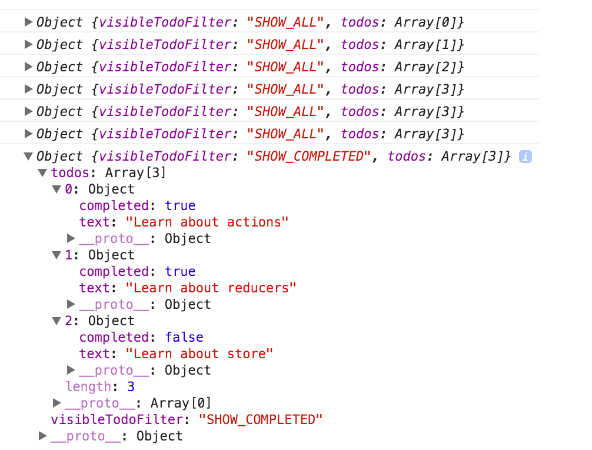 Object {visibleTodoFilter: "SHOW_ALL", todos: Array[0]}
Object {visibleTodoFilter: "SHOW_ALL", todos: Array[1]}
Object {visibleTodoFilter: "SHOW_ALL", todos: Array[2]}
Object {visibleTodoFilter: "SHOW_ALL", todos: Array[3]}
Object {visibleTodoFilter: "SHOW_ALL", todos: Array[3]}
Object {visibleTodoFilter: "SHOW_ALL", todos: Array[3]}
Object {visibleTodoFilter: "SHOW_COMPLETED", todos: Array[3]} i
todos: Array[3]
0: Object
completed: true
text: "Learn about actions"
__proto__: Object
1: Object
completed: true
text: "Learn about reducers"
__proto__: Object
2: Object
completed: false
text: "Learn about store"
__proto__: Object
length: 3
__proto__: Array[0]
visibleTodoFilter: "SHOW_COMPLETED"
__proto__: Object